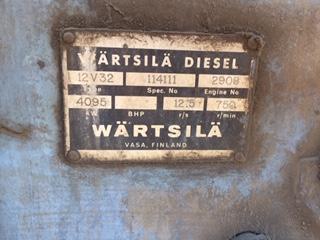 WÄRTSILÄ DIESEL
12V32 114111 2908
Type Spec. No Engine No
4095 12.5 750
KW BHP r/s r/min
WÄRTSILÄ
VASA, FINLAND